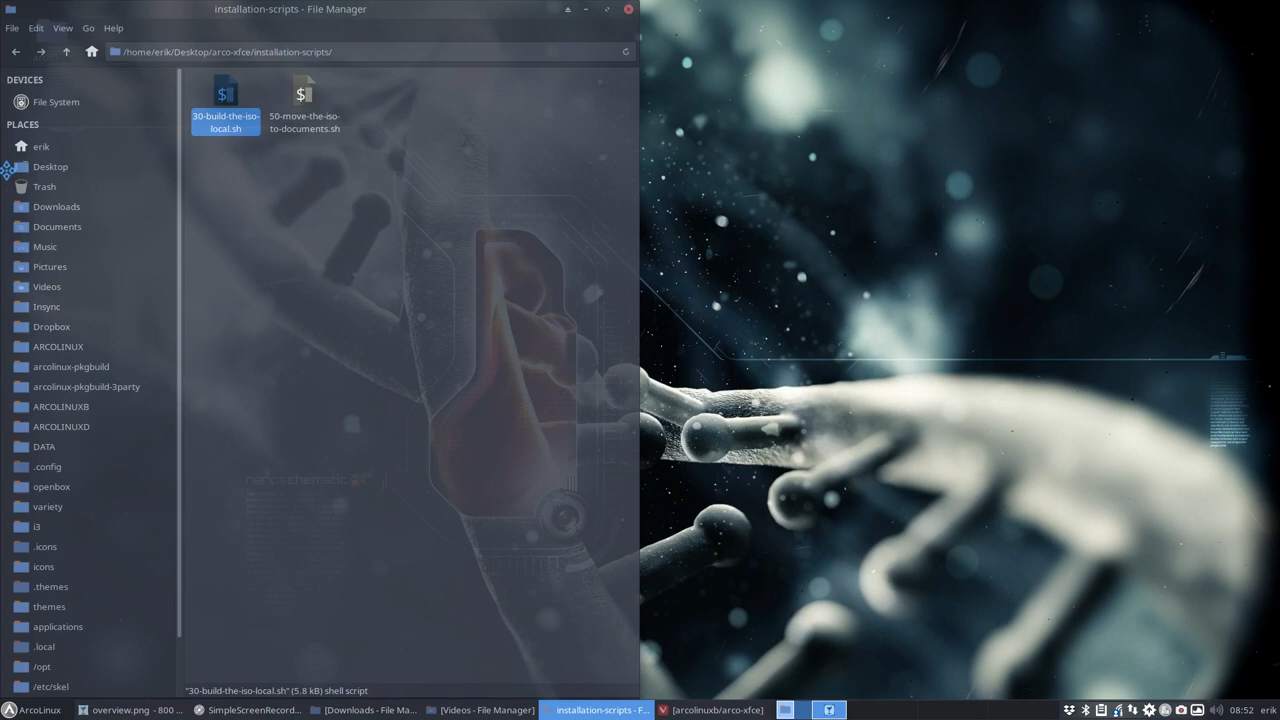 installation-scripts - File Manager
File Edit View Go Help
/home/erik/Desktop/arco-xfce/installation-scripts/
DEVICES
File System
PLACES
erik
Desktop
Trash
Downloads
Documents
Music
Pictures
Videos
Insync
Dropbox
ARCOLINUX
arcolinux-pkgbuild
arcolinux-pkgbuild-3party
ARCOLINUXB
ARCOLINUXD
DATA
.config
openbox
variety
i3
.icons
icons
.themes
themes
applications
.local
/opt
/etc/skel
30-build-the-iso-
local.sh
50-move-the-iso-
to-documents.sh
nanoschematic
"30-build-the-iso-local.sh" (5.8 kB) shell script
ArcoLinux
overview.png - 800 ...
SimpleScreenRecord...
[Downloads - File Ma...
[Videos - File Manager]
installation-scripts - F...
[arcolinuxb/arco-xfce]
08:52 erik